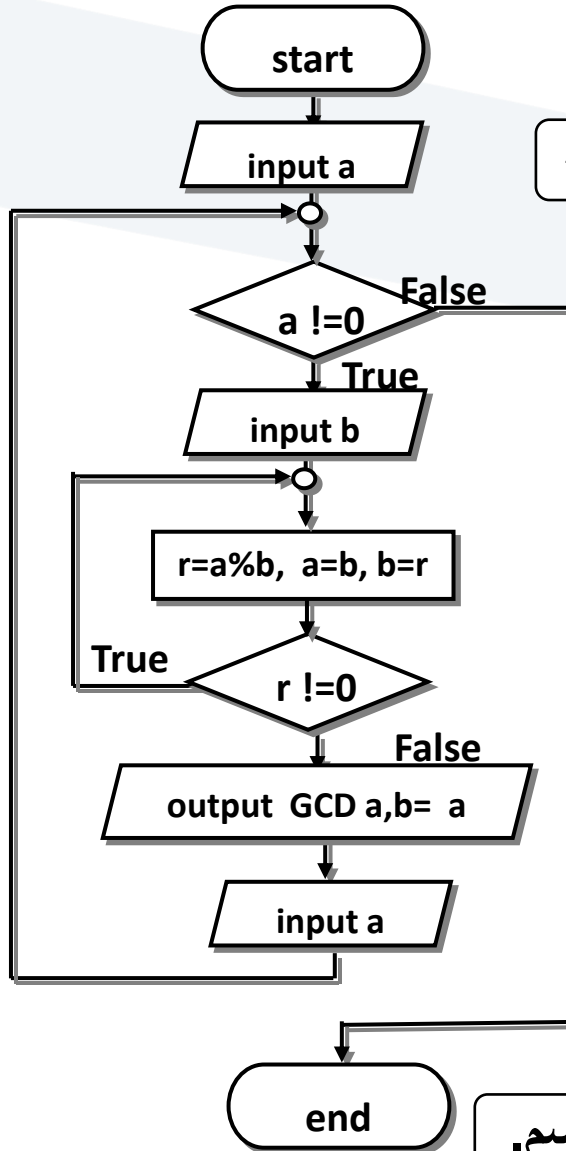 start
input a
a !=0
False
True
input b
r=a%b, a=b, b=r
True
r !=0
False
output GCD a,b= a
input a
end